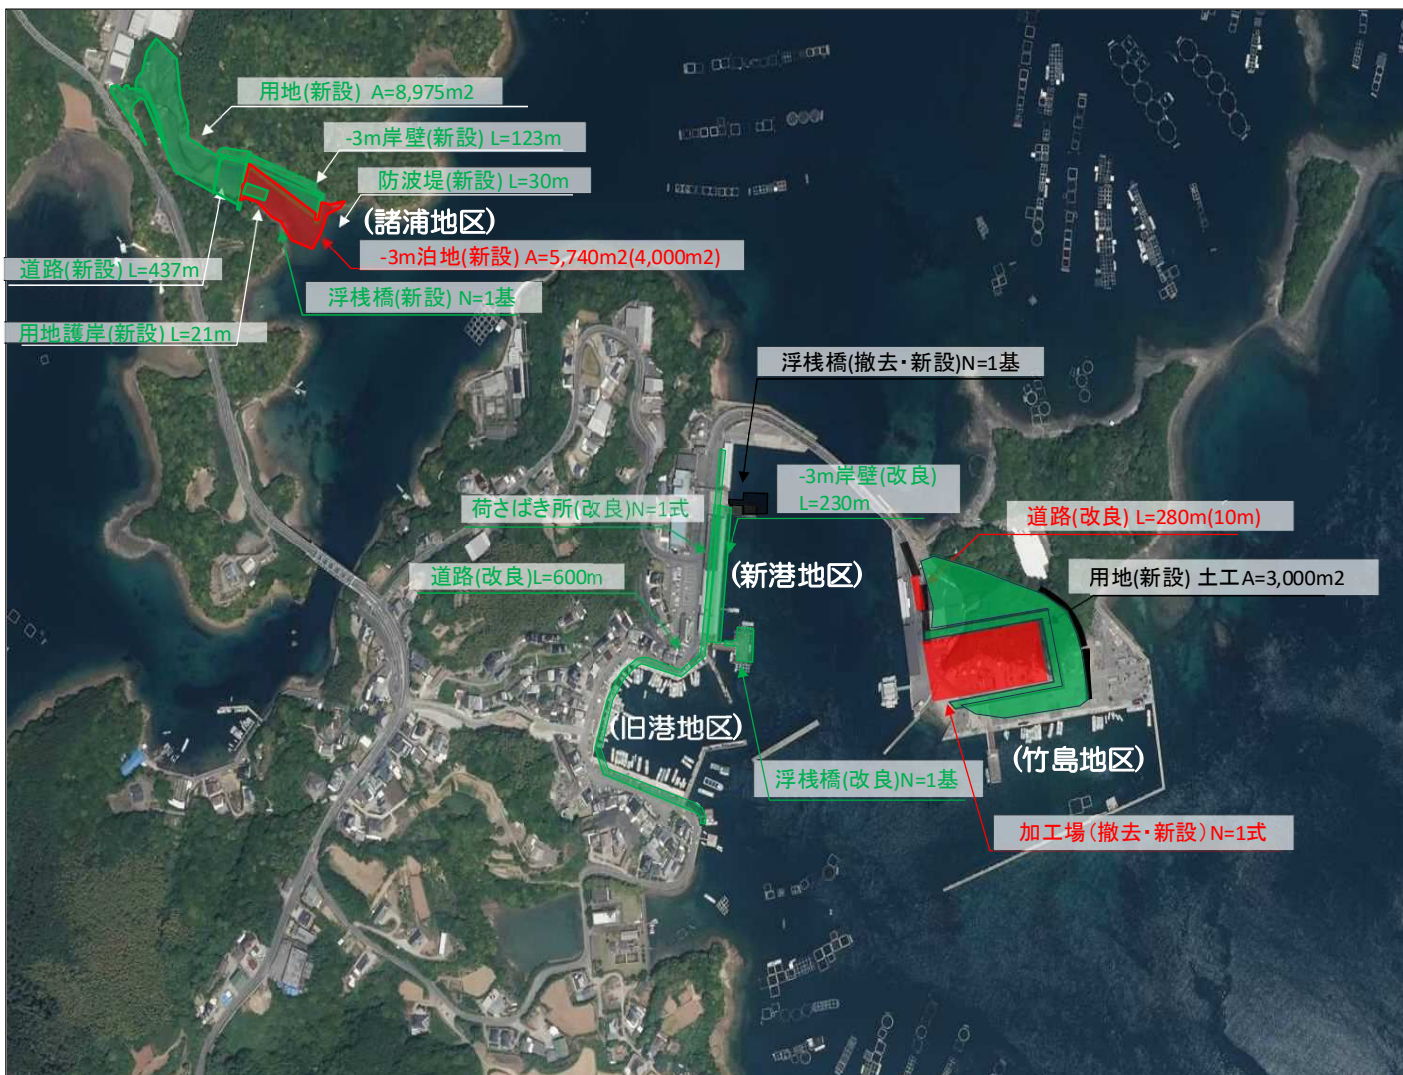 用地(新設) A=8,975m2
-3m岸壁(新設) L=123m
防波堤(新設) L=30m
(諸浦地区)
-3m泊地(新設) A=5,740m2(4,000m2)
道路(新設) L=437m
浮桟橋(新設) N=1基
用地護岸(新設) L=21m
浮桟橋(撤去・新設)N=1基
-3m岸壁(改良)
L=230m
荷さばき所(改良)N=1式
道路(改良) L=280m(10m)
(新港地区)
道路(改良)L=600m
用地(新設) 土工A=3,000m2
(旧港地区)
(竹島地区)
浮桟橋(改良)N=1基
加工場(撤去・新設)N=1式